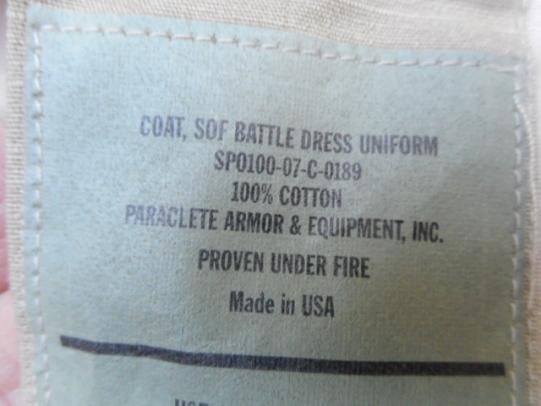 COAT, SOF BATTLE DRESS UNIFORM
SPO100-07-C-0189
100% COTTON
PARACLETE ARMOR & EQUIPMENT, INC.
PROVEN UNDER FIRE
Made in USA